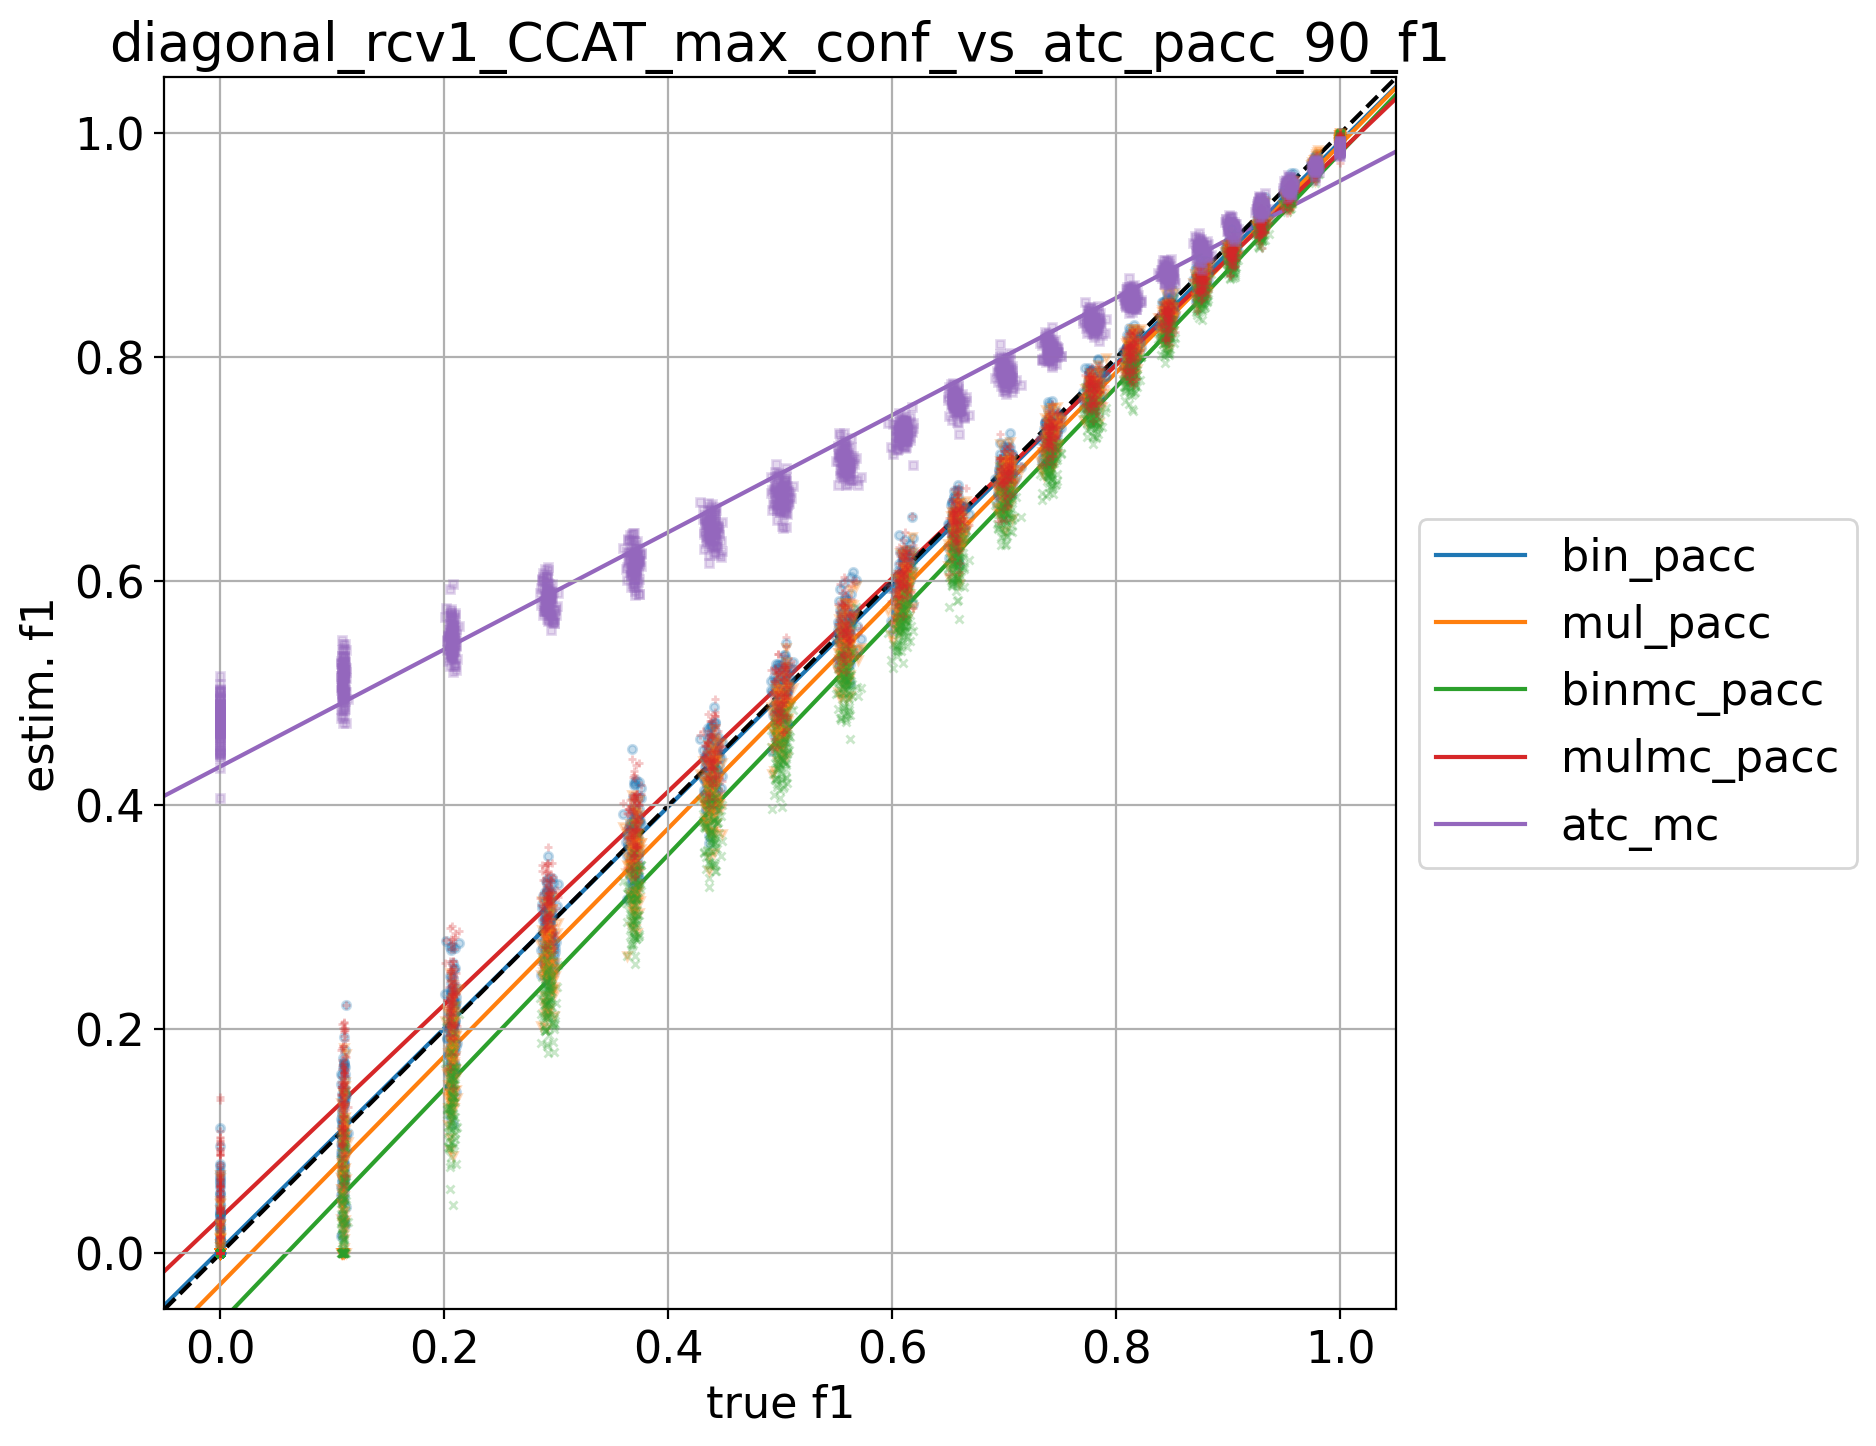 diagonal_rcv1_CCAT_max_conf_vs_atc_pacc_90_f1
1.0
0.8
0.6
0.4
0.2
0.0
estim. f1
0.0 0.2 0.4 0.6 0.8 1.0
true f1
bin_pacc
mul_pacc
binmc_pacc
mulmc_pacc
atc_mc